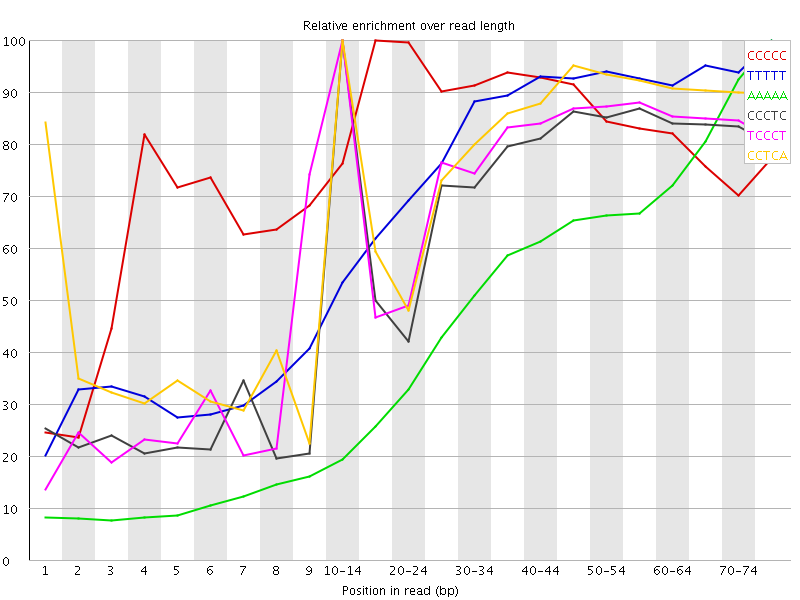 Relative enrichment over read length
100
90
80
70
60
50
40
30
20
10
0
CCCCC
TTTTT
AAAAA
CCCTC
TCCCT
CCTCA
1 2 3 4 5 6 7 8 9 10-14 20-24 30-34 40-44 50-54 60-64 70-74
Position in read (bp)